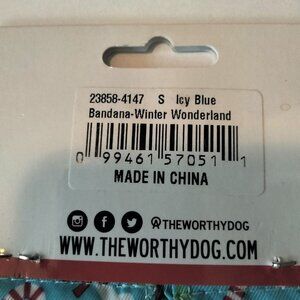 23858-4147 S Icy Blue
Bandana-Winter Wonderland
0 99461 57051 1
MADE IN CHINA
@THEWORTHYDOG
WWW.THEWORTHYDOG.COM